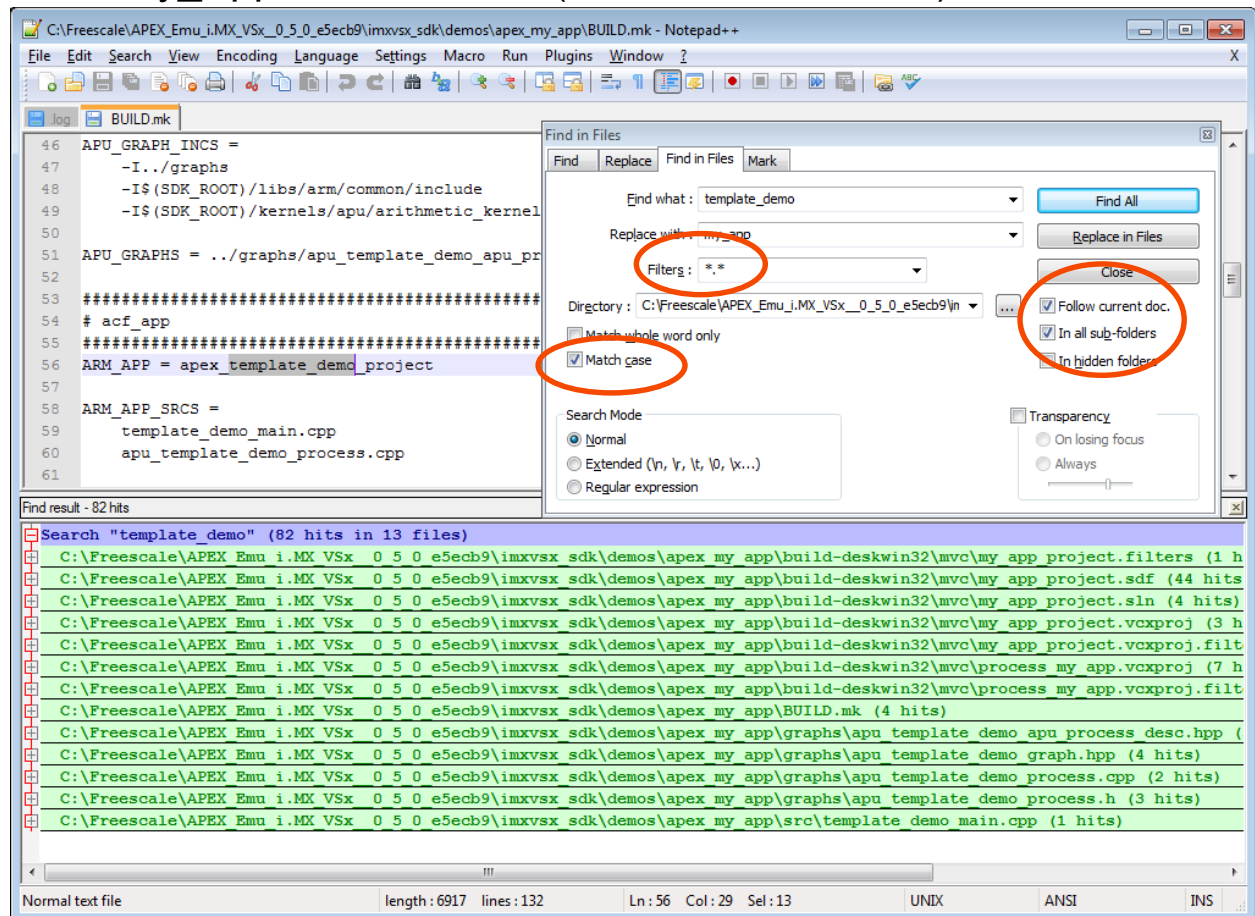 C:\Freescale\APEX_Emu_i.MX_VSx__0_5_0_e5ecb9\imxvsx_sdk\demos\apex_my_app\BUILD.mk - Notepad++
File Edit Search View Encoding Language Settings Macro Run Plugins Window ? X
.log BUILD.mk
46 APU_GRAPH_INCS =
47 -I../graphs
48 -I$(SDK_ROOT)/libs/arm/common/include
49 -I$(SDK_ROOT)/kernels/apu/arithmetic_kernel
50
51 APU_GRAPHS = ../graphs/apu_template_demo_apu_pr
52
53 ###############################################
54 # acf_app
55 ###############################################
56 ARM_APP = apex_template_demo_project
57
58 ARM_APP_SRCS =
59 template_demo_main.cpp
60 apu_template_demo_process.cpp
61
Find in Files
Find Replace Find in Files Mark
Find what : template_demo Find All
Replace with : my_app Replace in Files
Filters : *.* Close
Directory : C:\Freescale\APEX_Emu_i.MX_VSx__0_5_0_e5ecb9\in ... Follow current doc.
Match whole word only In all sub-folders
Match case In hidden folders
Search Mode Transparency
Normal On losing focus
Extended (\n, \r, \t, \0, \x...) Always
Regular expression
Find result - 82 hits
Search "template_demo" (82 hits in 13 files)
C:\Freescale\APEX_Emu_i.MX_VSx__0_5_0_e5ecb9\imxvsx_sdk\demos\apex_my_app\build-deskwin32\mvc\my_app_project.filters (1 h
C:\Freescale\APEX_Emu_i.MX_VSx__0_5_0_e5ecb9\imxvsx_sdk\demos\apex_my_app\build-deskwin32\mvc\my_app_project.sdf (44 hits
C:\Freescale\APEX_Emu_i.MX_VSx__0_5_0_e5ecb9\imxvsx_sdk\demos\apex_my_app\build-deskwin32\mvc\my_app_project.sln (4 hits)
C:\Freescale\APEX_Emu_i.MX_VSx__0_5_0_e5ecb9\imxvsx_sdk\demos\apex_my_app\build-deskwin32\mvc\my_app_project.vcxproj (3 h
C:\Freescale\APEX_Emu_i.MX_VSx__0_5_0_e5ecb9\imxvsx_sdk\demos\apex_my_app\build-deskwin32\mvc\my_app_project.vcxproj.filt
C:\Freescale\APEX_Emu_i.MX_VSx__0_5_0_e5ecb9\imxvsx_sdk\demos\apex_my_app\build-deskwin32\mvc\process_my_app.vcxproj (7 h
C:\Freescale\APEX_Emu_i.MX_VSx__0_5_0_e5ecb9\imxvsx_sdk\demos\apex_my_app\build-deskwin32\mvc\process_my_app.vcxproj.filt
C:\Freescale\APEX_Emu_i.MX_VSx__0_5_0_e5ecb9\imxvsx_sdk\demos\apex_my_app\BUILD.mk (4 hits)
C:\Freescale\APEX_Emu_i.MX_VSx__0_5_0_e5ecb9\imxvsx_sdk\demos\apex_my_app\graphs\apu_template_demo_apu_process_desc.hpp (
C:\Freescale\APEX_Emu_i.MX_VSx__0_5_0_e5ecb9\imxvsx_sdk\demos\apex_my_app\graphs\apu_template_demo_graph.hpp (4 hits)
C:\Freescale\APEX_Emu_i.MX_VSx__0_5_0_e5ecb9\imxvsx_sdk\demos\apex_my_app\graphs\apu_template_demo_process.cpp (2 hits)
C:\Freescale\APEX_Emu_i.MX_VSx__0_5_0_e5ecb9\imxvsx_sdk\demos\apex_my_app\graphs\apu_template_demo_process.h (3 hits)
C:\Freescale\APEX_Emu_i.MX_VSx__0_5_0_e5ecb9\imxvsx_sdk\demos\apex_my_app\src\template_demo_main.cpp (1 hits)
Normal text file length : 6917 lines : 132 Ln : 56 Col : 29 Sel : 13 UNIX ANSI INS